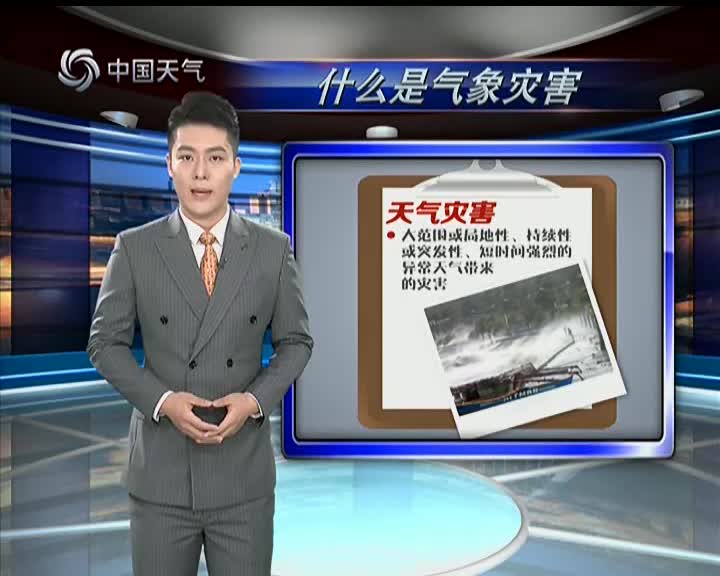 中国天气
什么是气象灾害
天气灾害
大范围或局地性、持续性
或突发性、短时间强烈的
异常天气带来
的灾害